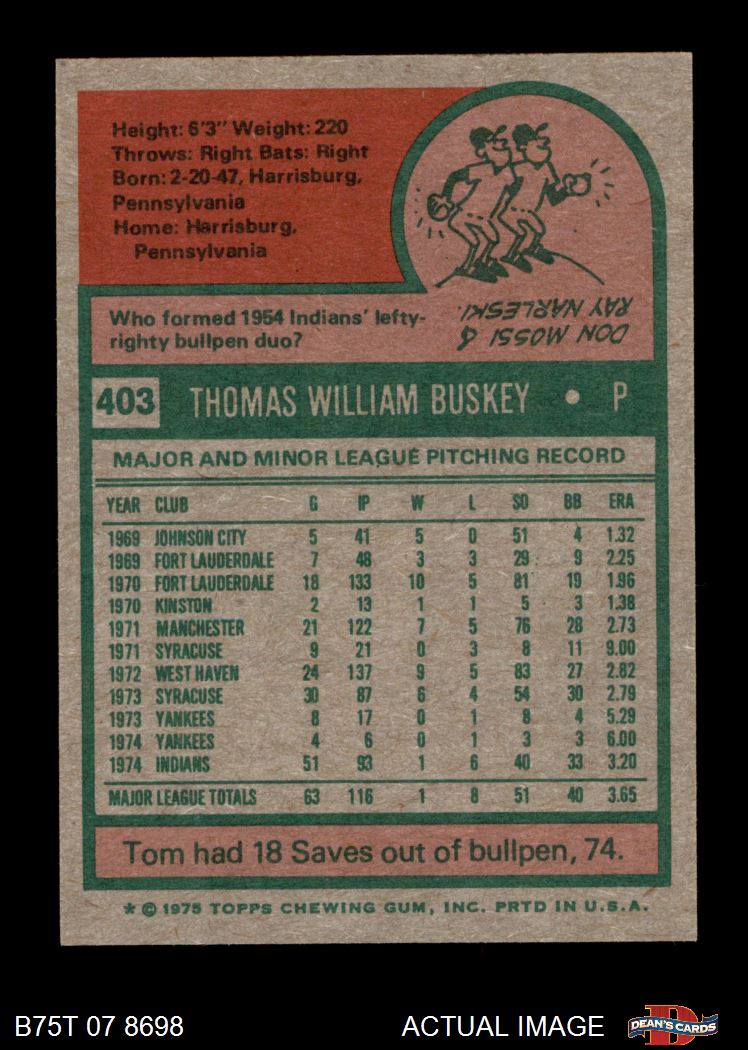 Height: 6'3" Weight: 220
Throws: Right Bats: Right
Born: 2-20-47, Harrisburg,
Pennsylvania
Home: Harrisburg,
Pennsylvania
Who formed 1954 Indians' lefty-
righty bullpen duo?
DON MOSSI &
RAY NARLESKI.
403 THOMAS WILLIAM BUSKEY • P
MAJOR AND MINOR LEAGUE PITCHING RECORD
YEAR CLUB G IP W L SO BB ERA
1969 JOHNSON CITY 5 41 5 0 51 4 1.32
1969 FORT LAUDERDALE 7 48 3 3 29 9 2.25
1970 FORT LAUDERDALE 18 133 10 5 81 19 1.96
1970 KINSTON 2 13 1 1 5 3 1.38
1971 MANCHESTER 21 122 7 5 76 28 2.73
1971 SYRACUSE 9 21 0 3 8 11 9.00
1972 WEST HAVEN 24 137 9 5 83 27 2.82
1973 SYRACUSE 30 87 6 4 54 30 2.79
1973 YANKEES 8 17 0 1 8 4 5.29
1974 YANKEES 4 6 0 1 3 3 6.00
1974 INDIANS 51 93 1 6 40 33 3.20
MAJOR LEAGUE TOTALS 63 116 1 8 51 40 3.65
Tom had 18 Saves out of bullpen, 74.
* © 1975 TOPPS CHEWING GUM, INC. PRTD IN U.S.A.
B75T 07 8698 ACTUAL IMAGE D DEAN'S CARDS